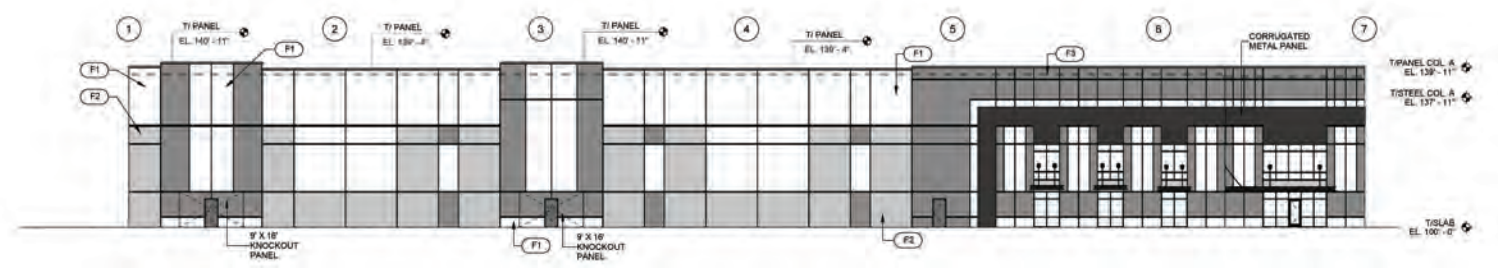 1
T/ PANEL
EL. 140' - 11"
F1
2
T/ PANEL
EL. 139' - 4"
3
T/ PANEL
EL. 140' - 11"
4
T/ PANEL
EL. 139' - 4"
F1
5
F3
6
CORRUGATED
METAL PANEL
7
T/PANEL COL. A
EL. 139' - 11"
T/STEEL COL. A
EL. 137' - 11"
F1
F2
9' X 16'
KNOCKOUT
PANEL
F1
9' X 16'
KNOCKOUT
PANEL
F2
T/SLAB
EL. 100' - 0"